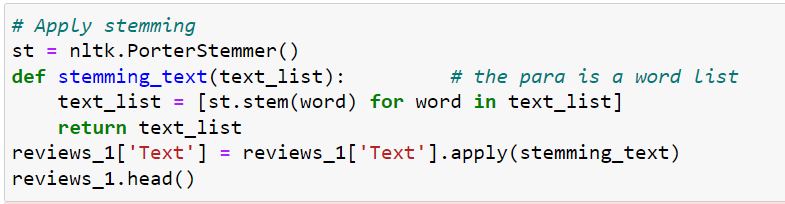 # Apply stemming
st = nltk.PorterStemmer()
def stemming_text(text_list):         # the para is a word list
    text_list = [st.stem(word) for word in text_list]
    return text_list
reviews_1['Text'] = reviews_1['Text'].apply(stemming_text)
reviews_1.head()